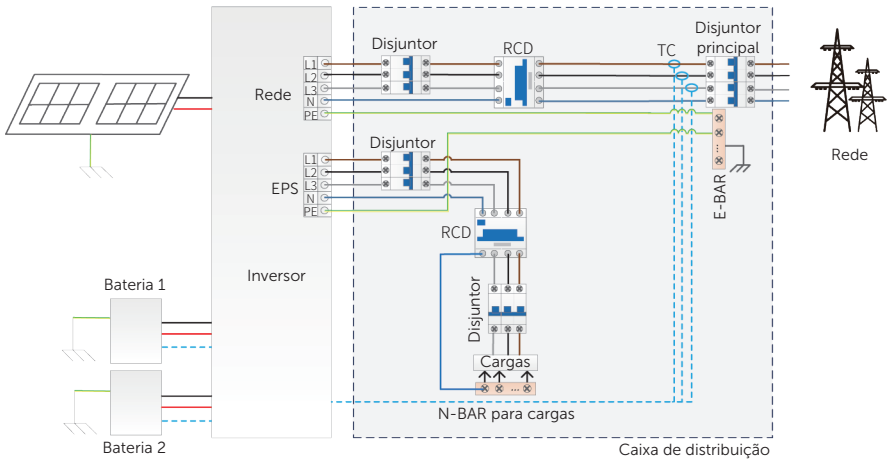 Disjuntor
principal
Disjuntor
RCD
TC
L1
L2
L3
N
PE
Rede
Rede
Disjuntor
L1
L2
L3
N
PE
EPS
E-BAR
RCD
Inversor
Bateria 1
Disjuntor
Cargas
...
...
N-BAR para cargas
Bateria 2
Caixa de distribuição